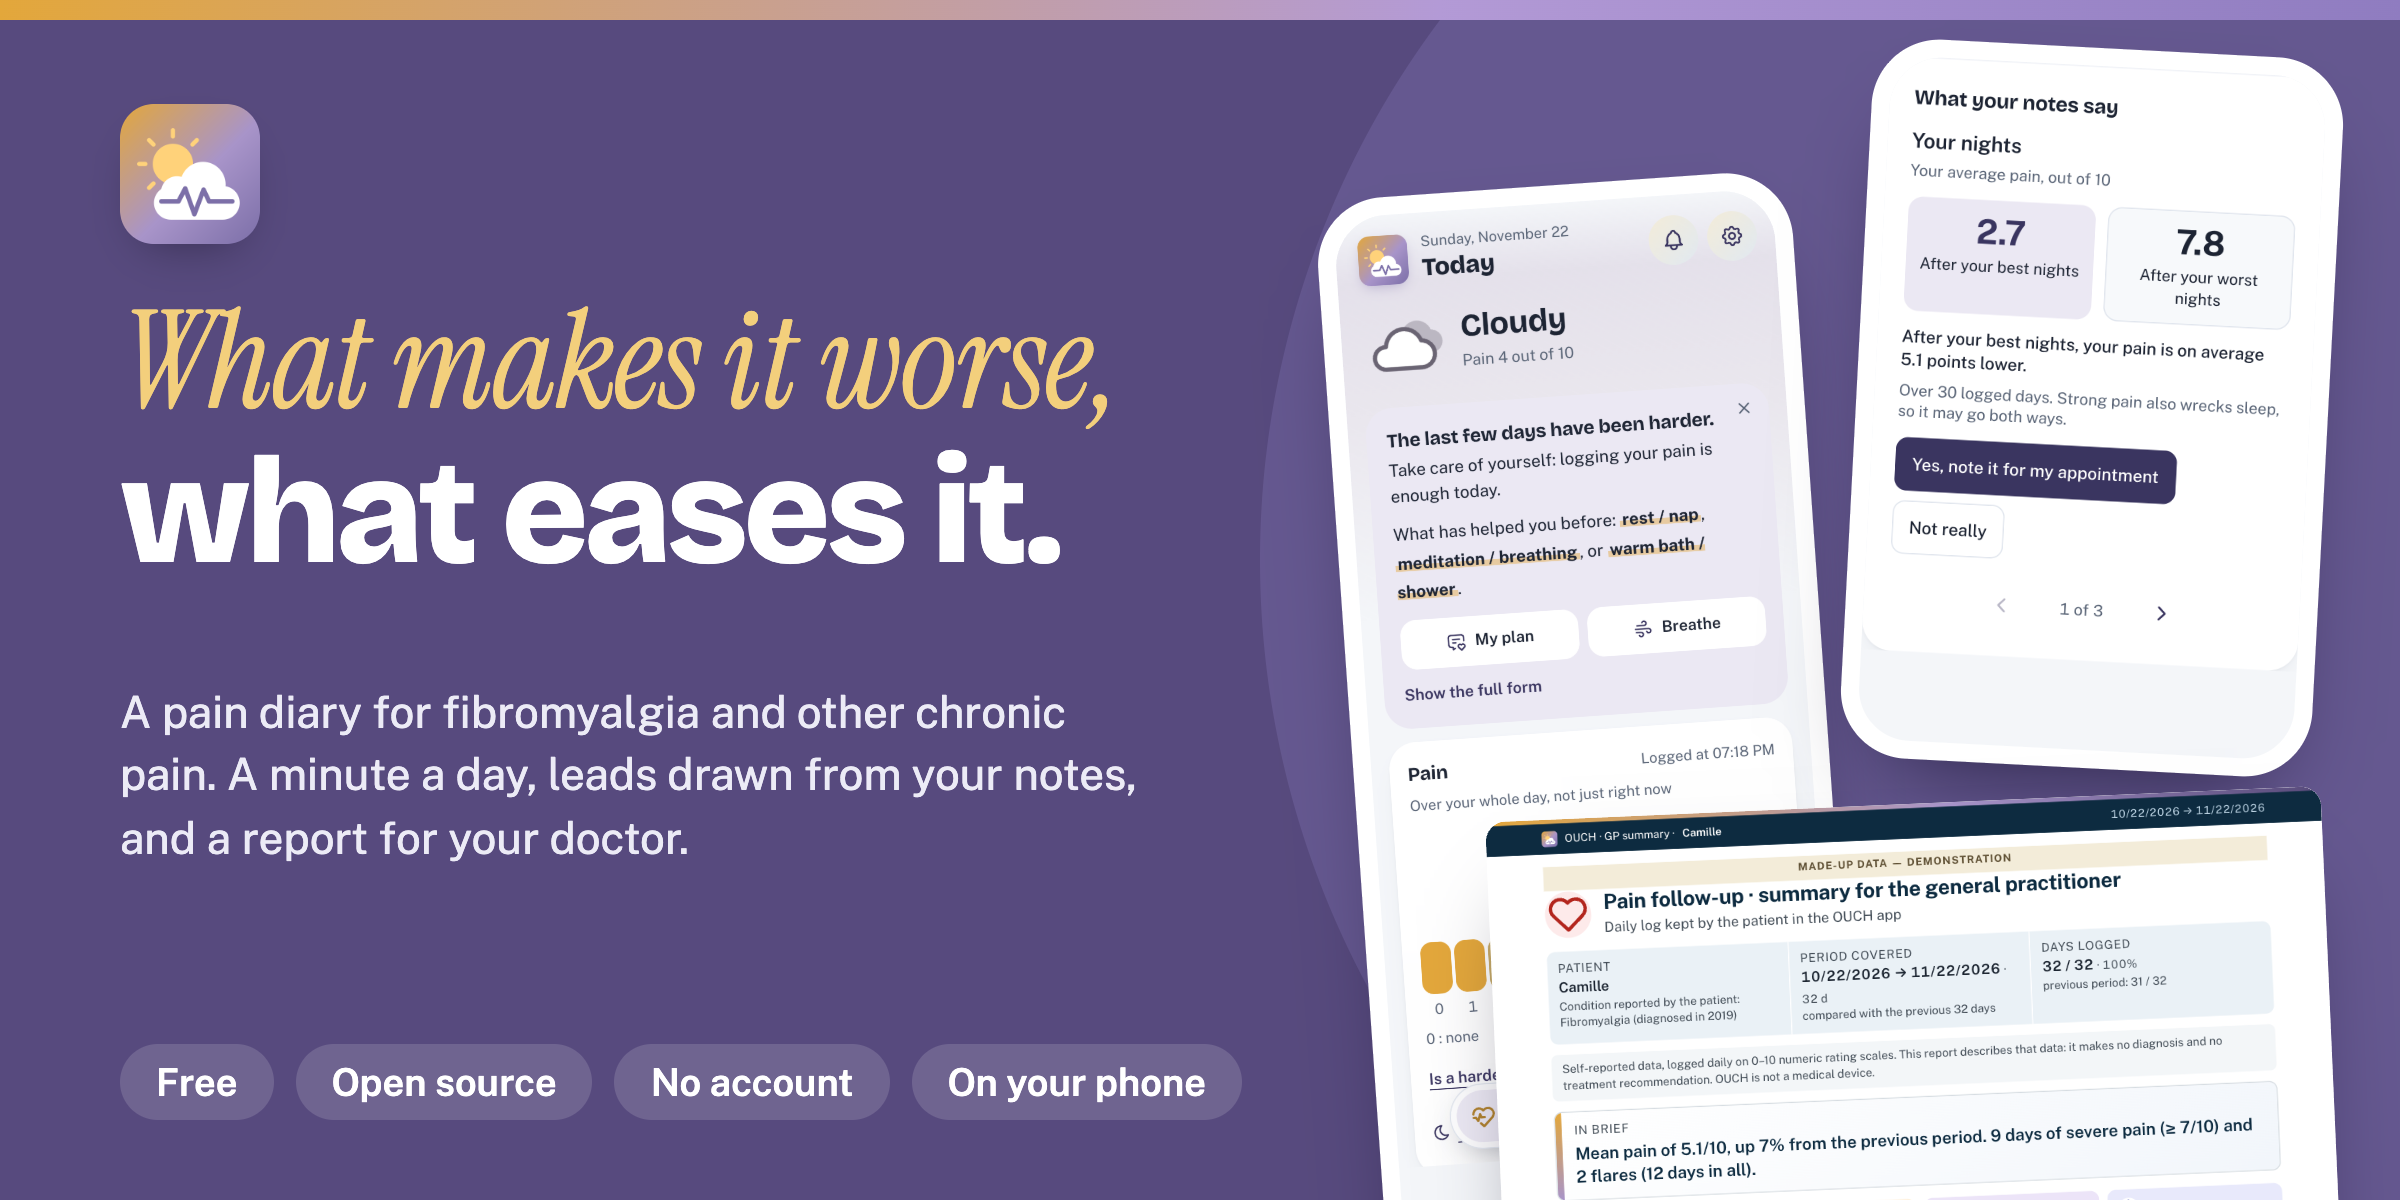 What makes it worse,
what eases it.
A pain diary for fibromyalgia and other chronic
pain. A minute a day, leads drawn from your notes,
and a report for your doctor.
Free
Open source
No account
On your phone
Sunday, November 22
Today
Cloudy
Pain 4 out of 10
The last few days have been harder.
Take care of yourself: logging your pain is
enough today.
What has helped you before: rest / nap,
meditation / breathing, or warm bath /
shower.
My plan
Breathe
Show the full form
Pain
Logged at 07:18 PM
Over your whole day, not just right now
0
1
0 : none
Is a harde
What your notes say
Your nights
Your average pain, out of 10
2.7
After your best nights
7.8
After your worst
nights
After your best nights, your pain is on average
5.1 points lower.
Over 30 logged days. Strong pain also wrecks sleep,
so it may go both ways.
Yes, note it for my appointment
Not really
1 of 3
OUCH · GP summary · Camille
10/22/2026 → 11/22/2026
MADE-UP DATA — DEMONSTRATION
Pain follow-up · summary for the general practitioner
Daily log kept by the patient in the OUCH app
PATIENT
Camille
Condition reported by the patient:
Fibromyalgia (diagnosed in 2019)
PERIOD COVERED
10/22/2026 → 11/22/2026 ·
32 d
compared with the previous 32 days
DAYS LOGGED
32 / 32 · 100%
previous period: 31 / 32
Self-reported data, logged daily on 0–10 numeric rating scales. This report describes that data: it makes no diagnosis and no
treatment recommendation. OUCH is not a medical device.
IN BRIEF
Mean pain of 5.1/10, up 7% from the previous period. 9 days of severe pain (≥ 7/10) and
2 flares (12 days in all).